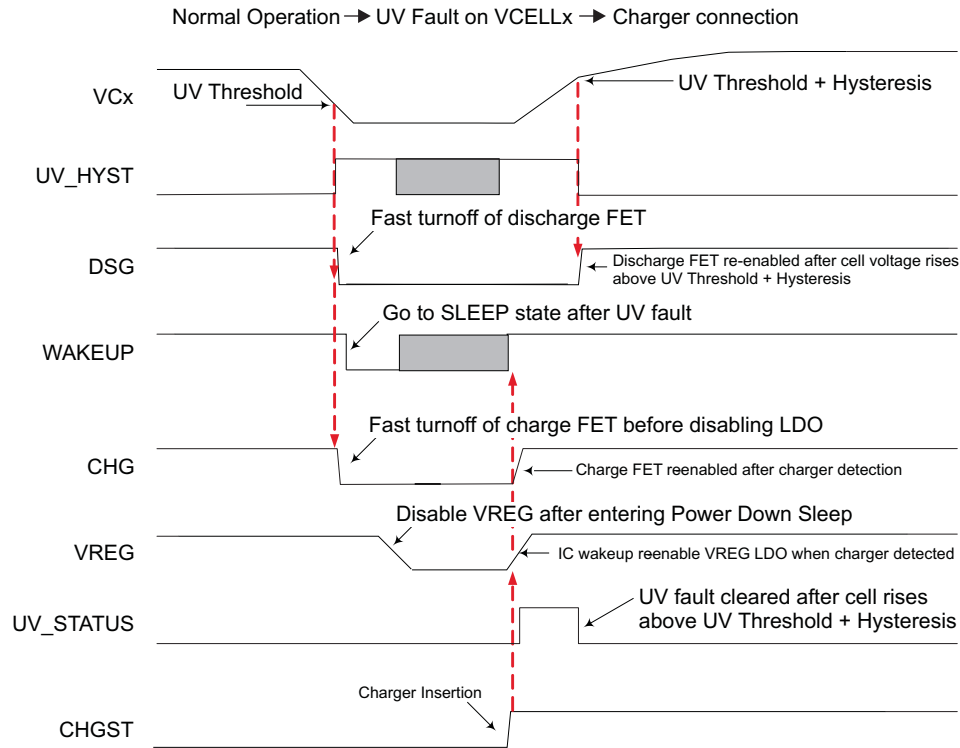 Normal Operation → UV Fault on VCELLx → Charger connection
VCx
UV Threshold
UV Threshold + Hysteresis
UV_HYST
Fast turnoff of discharge FET
DSG
Discharge FET re-enabled after cell voltage rises
above UV Threshold + Hysteresis
Go to SLEEP state after UV fault
WAKEUP
Fast turnoff of charge FET before disabling LDO
CHG
Charge FET reenabled after charger detection
Disable VREG after entering Power Down Sleep
VREG
IC wakeup reenable VREG LDO when charger detected
UV_STATUS
UV fault cleared after cell rises
above UV Threshold + Hysteresis
Charger Insertion
CHGST